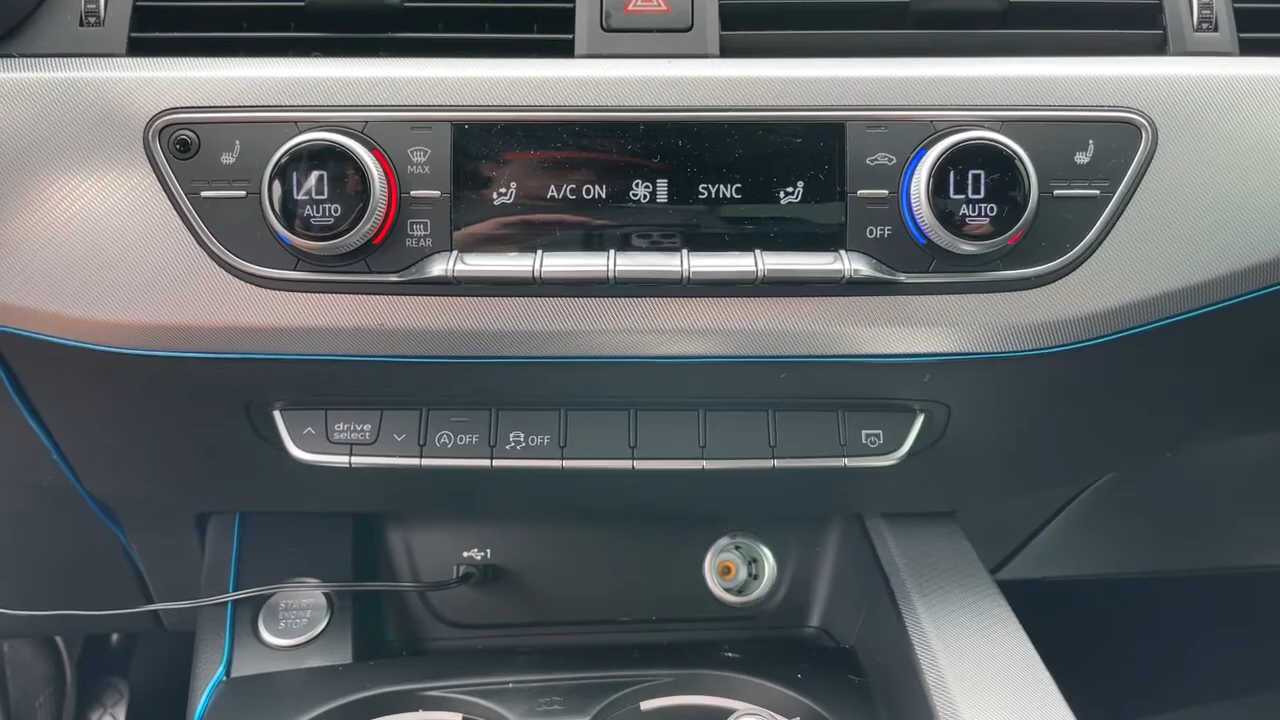 LO
AUTO
MAX
REAR
A/C ON
SYNC
OFF
LO
AUTO
drive
select
A OFF
OFF
1
START
ENGINE
STOP